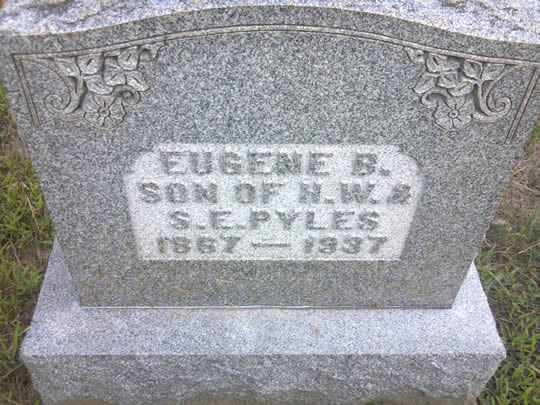 EUGENE B.
SON OF H.W. &
S.E. PYLES
1867 — 1937